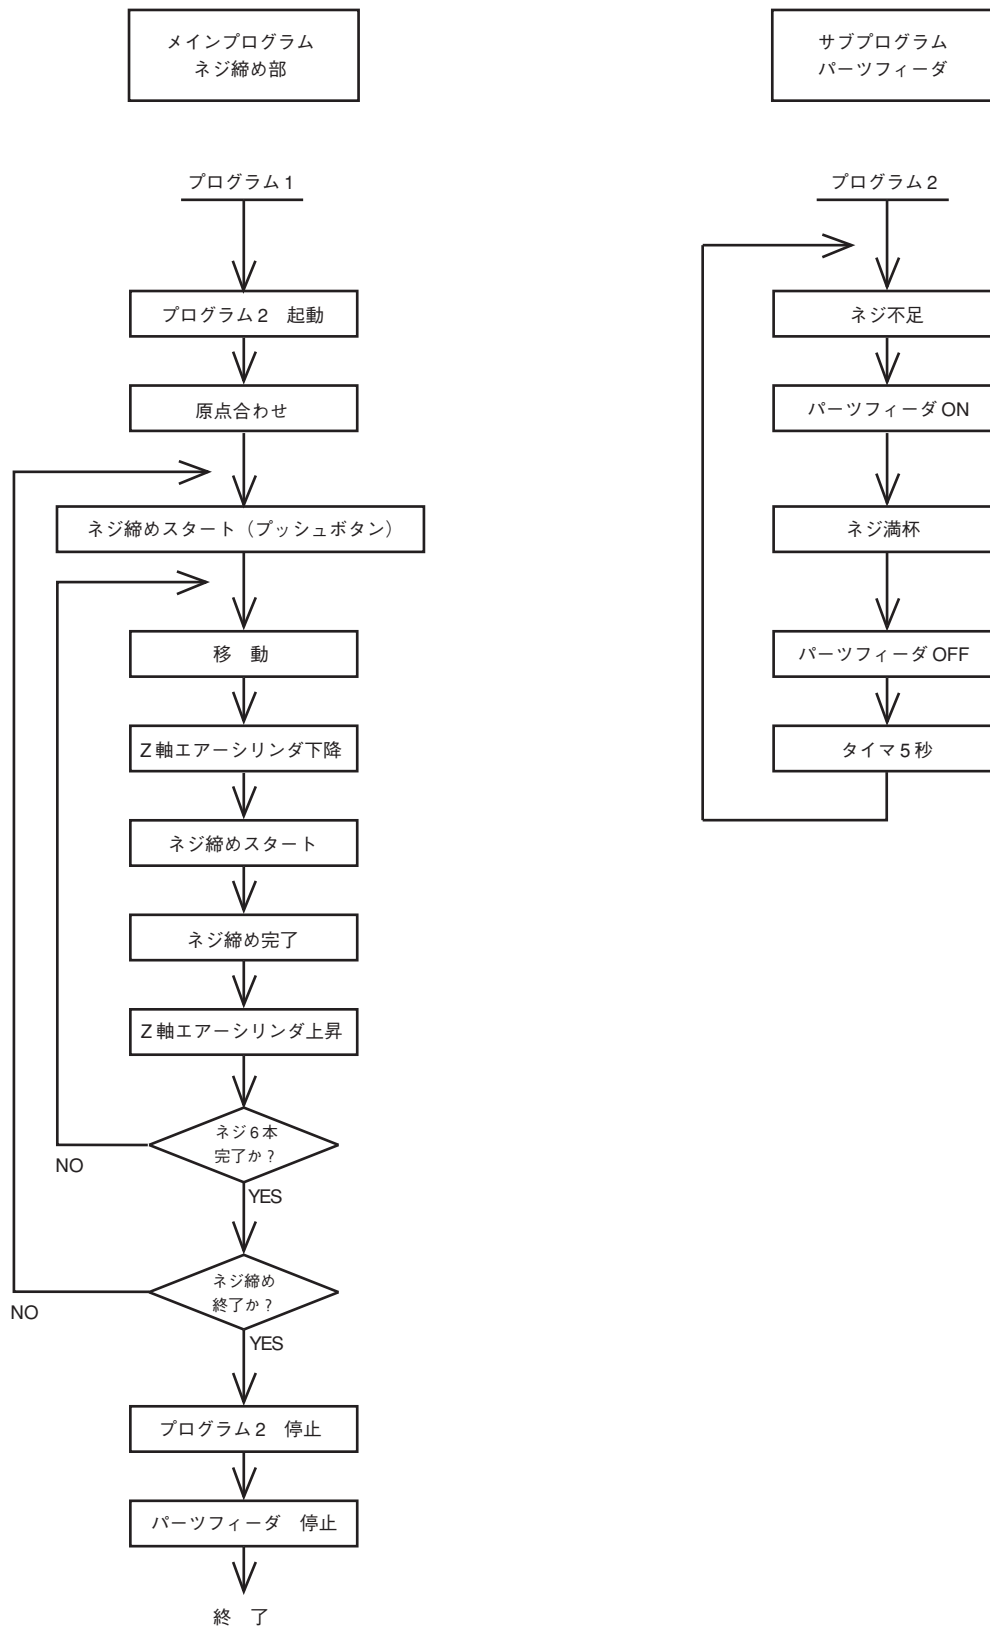 メインプログラム
ネジ締め部
プログラム1
プログラム2 起動
原点合わせ
ネジ締めスタート（プッシュボタン）
移 動
Z軸エアーシリンダ下降
ネジ締めスタート
ネジ締め完了
Z軸エアーシリンダ上昇
ネジ6本
完了か?
NO
YES
ネジ締め
終了か?
NO
YES
プログラム2 停止
パーツフィーダ 停止
終 了
サブプログラム
パーツフィーダ
プログラム2
ネジ不足
パーツフィーダON
ネジ満杯
パーツフィーダOFF
タイマ5秒